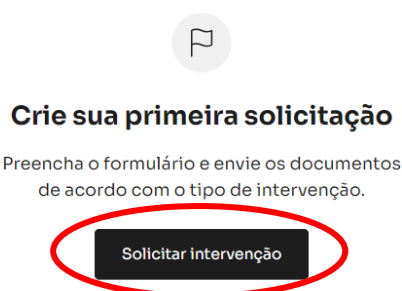 Crie sua primeira solicitação
Preencha o formulário e envie os documentos
de acordo com o tipo de intervenção.
Solicitar intervenção